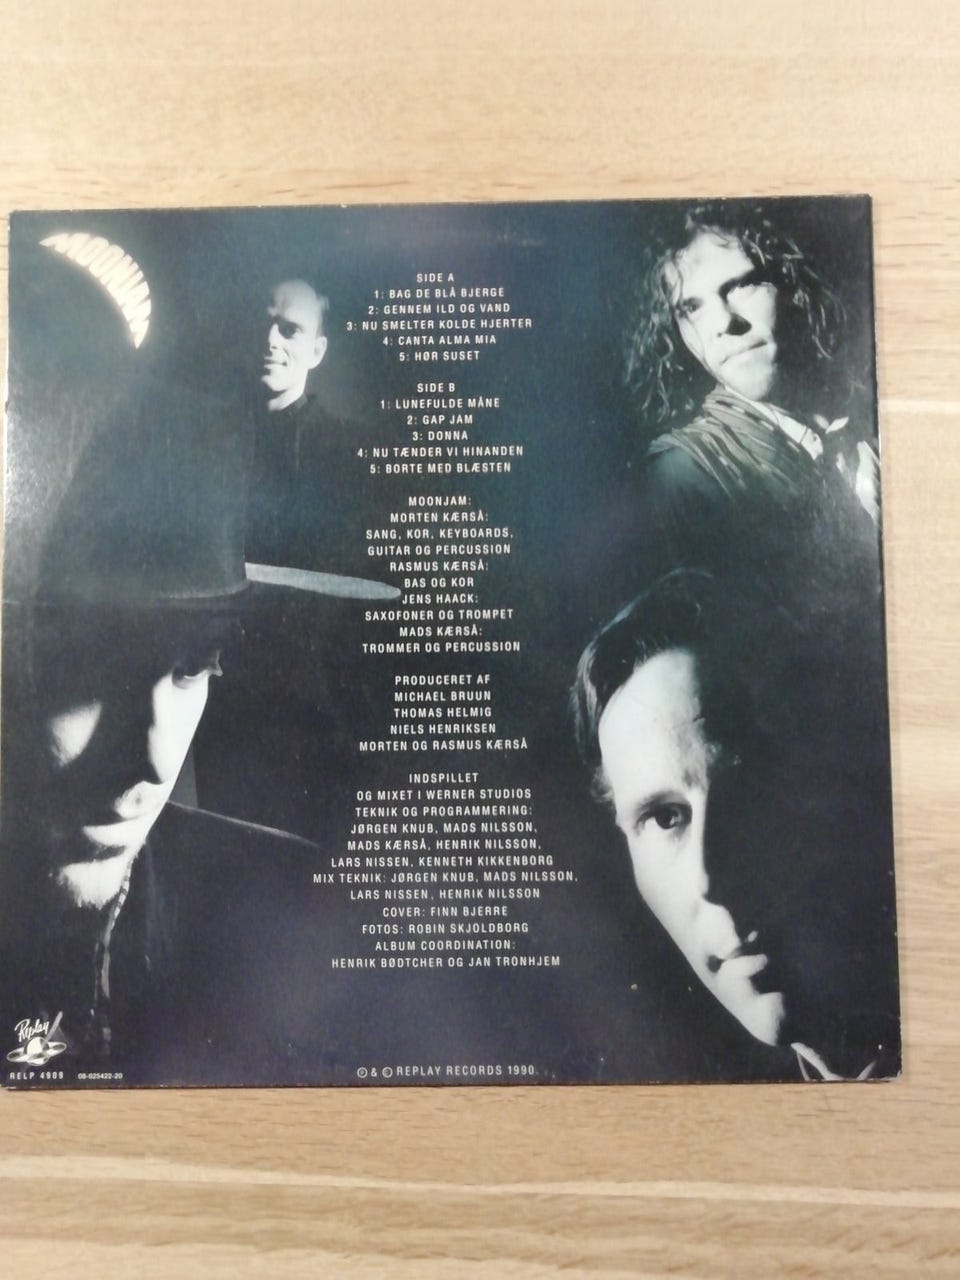 MOONJAM
SIDE A
1: BAG DE BLÅ BJERGE
2: GENNEM ILD OG VAND
3: NU SMELTER KOLDE HJERTER
4: CANTA ALMA MIA
5: HØR SUSET
SIDE B
1: LUNEFULDE MÅNE
2: GAP JAM
3: DONNA
4: NU TÆNDER VI HINANDEN
5: BORTE MED BLÆSTEN
MOONJAM:
MORTEN KÆRSÅ:
SANG, KOR, KEYBOARDS,
GUITAR OG PERCUSSION
RASMUS KÆRSÅ:
BAS OG KOR
JENS HAACK:
SAXOFONER OG TROMPET
MADS KÆRSÅ:
TROMMER OG PERCUSSION
PRODUCERET AF
MICHAEL BRUUN
THOMAS HELMIG
NIELS HENRIKSEN
MORTEN OG RASMUS KÆRSÅ
INDSPILLET
OG MIXET I WERNER STUDIOS
TEKNIK OG PROGRAMMERING:
JØRGEN KNUB, MADS NILSSON,
MADS KÆRSÅ, HENRIK NILSSON,
LARS NISSEN, KENNETH KIKKENBORG
MIX TEKNIK: JØRGEN KNUB, MADS NILSSON,
LARS NISSEN, HENRIK NILSSON
COVER: FINN BJERRE
FOTOS: ROBIN SKJOLDBORG
ALBUM COORDINATION:
HENRIK BØDTCHER OG JAN TRONHJEM
Replay
RELP 4909 08-025422-20
℗ & © REPLAY RECORDS 1990.